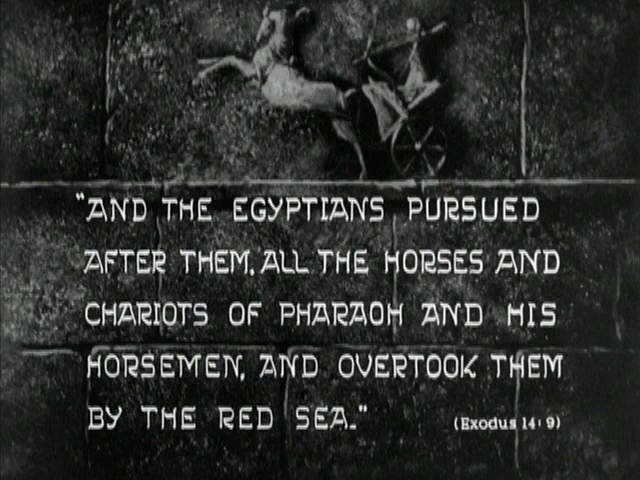 "AND THE EGYPTIANS PURSUED
AFTER THEM, ALL THE HORSES AND
CHARIOTS OF PHARAOH AND HIS
HORSEMEN, AND OVERTOOK THEM
BY THE RED SEA."
(Exodus 14:9)